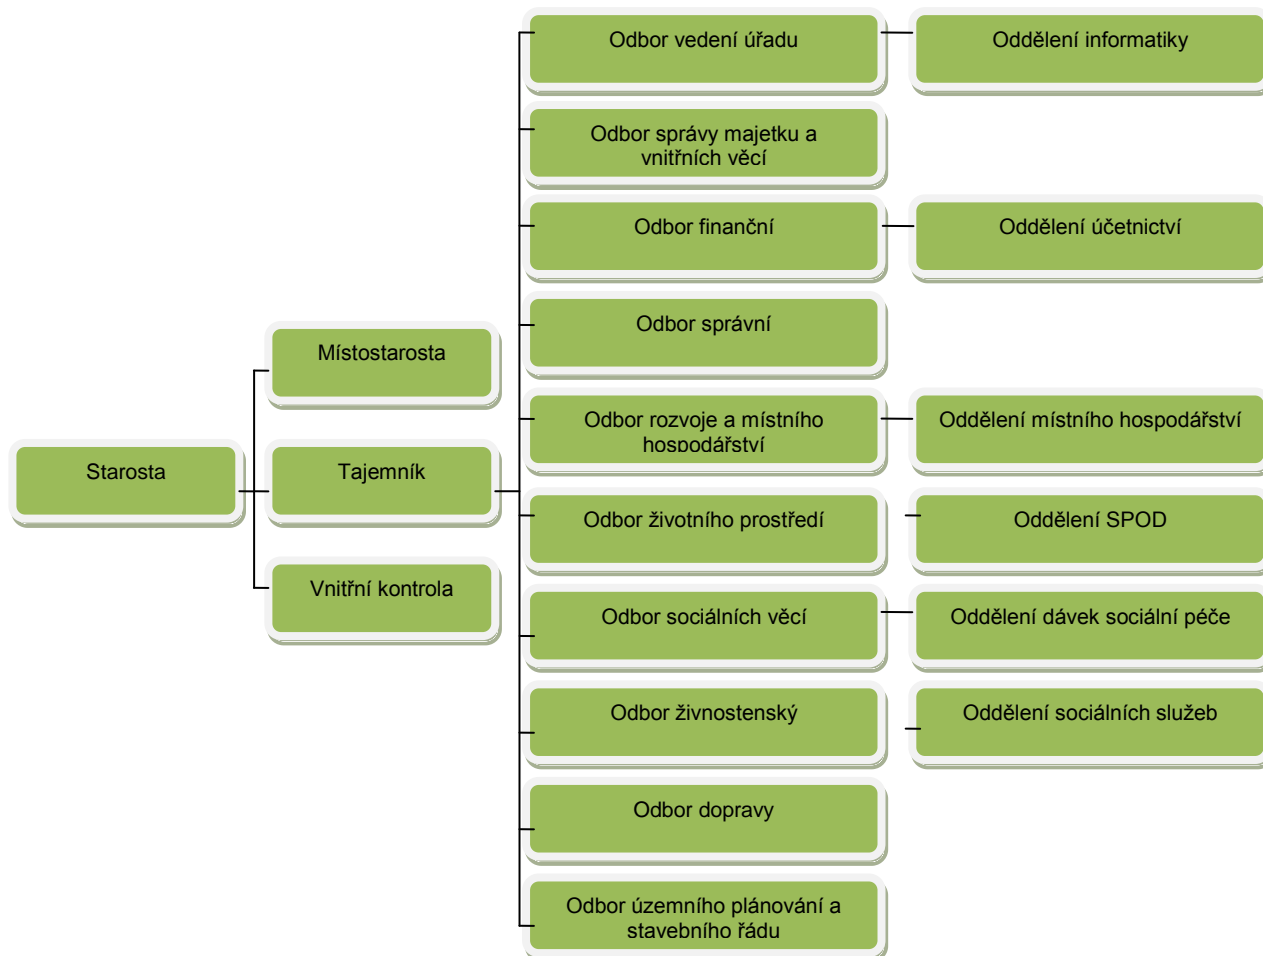 Starosta
Místostarosta
Tajemník
Vnitřní kontrola
Odbor vedení úřadu
Odbor správy majetku a
vnitřních věcí
Odbor finanční
Odbor správní
Odbor rozvoje a místního
hospodářství
Odbor životního prostředí
Odbor sociálních věcí
Odbor živnostenský
Odbor dopravy
Odbor územního plánování a
stavebního řádu
Oddělení informatiky
Oddělení účetnictví
Oddělení místního hospodářství
Oddělení SPOD
Oddělení dávek sociální péče
Oddělení sociálních služeb